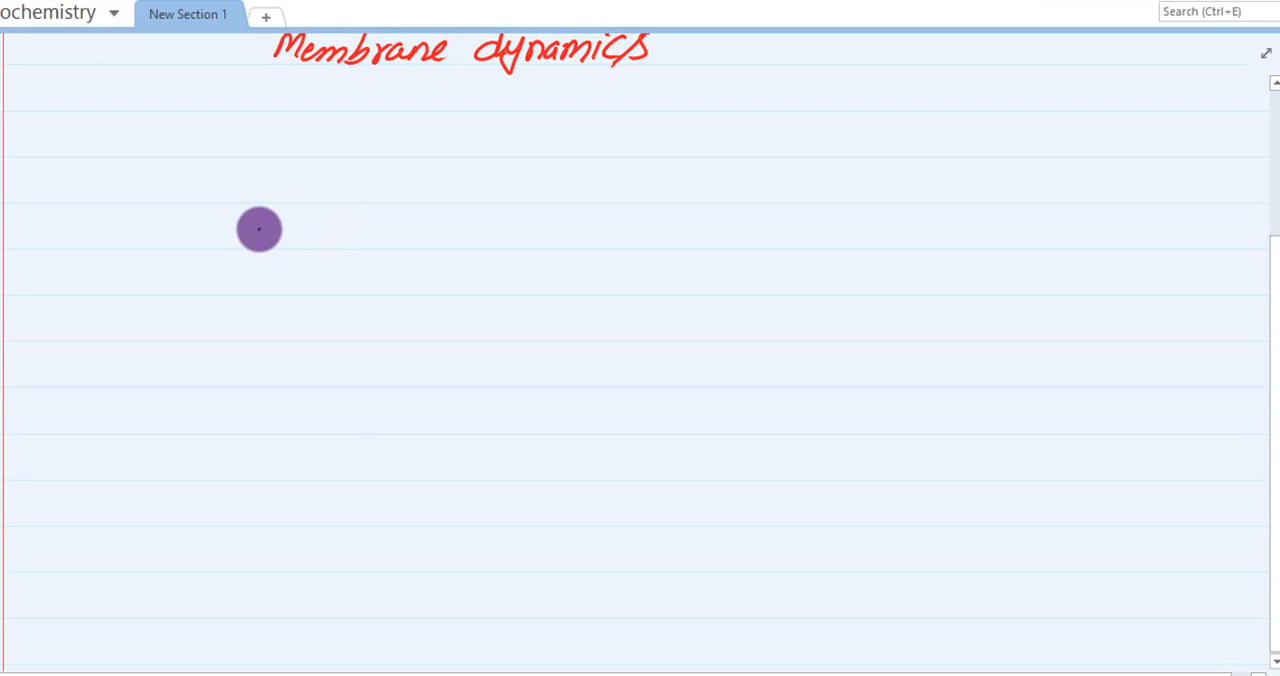 ochemistry New Section 1 + Search (Ctrl+E)
Membrane dynamics